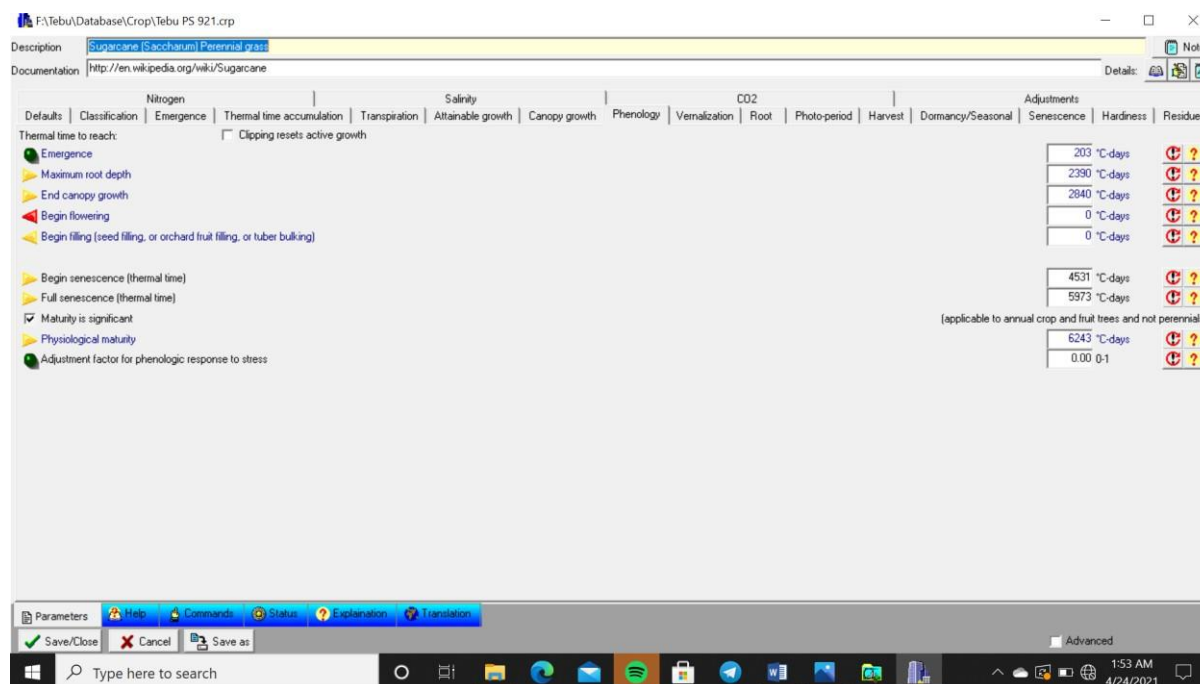 F:\Tebu\Database\Crop\Tebu PS 921.crp
Description Sugarcane (Saccharum) Perennial grass Not
Documentation http://en.wikipedia.org/wiki/Sugarcane Details:
Nitrogen Salinity CO2 Adjustments
Defaults Classification Emergence Thermal time accumulation Transpiration Attainable growth Canopy growth Phenology Vernalization Root Photo-period Harvest Dormancy/Seasonal Senescence Hardiness Residue
Thermal time to reach: Clipping resets active growth
Emergence 203 °C-days ?
Maximum root depth 2390 °C-days ?
End canopy growth 2840 °C-days ?
Begin flowering 0 °C-days ?
Begin filling (seed filling, or orchard fruit filling, or tuber bulking) 0 °C-days ?
Begin senescence (thermal time) 4531 °C-days ?
Full senescence (thermal time) 5973 °C-days ?
Maturity is significant (applicable to annual crop and fruit trees and not perennial
Physiological maturity 6243 °C-days ?
Adjustment factor for phenologic response to stress 0.00 0-1 ?
Parameters Help Commands Status ? Explaination Translation
Save/Close Cancel Save as Advanced
Type here to search 1:53 AM
4/24/2021